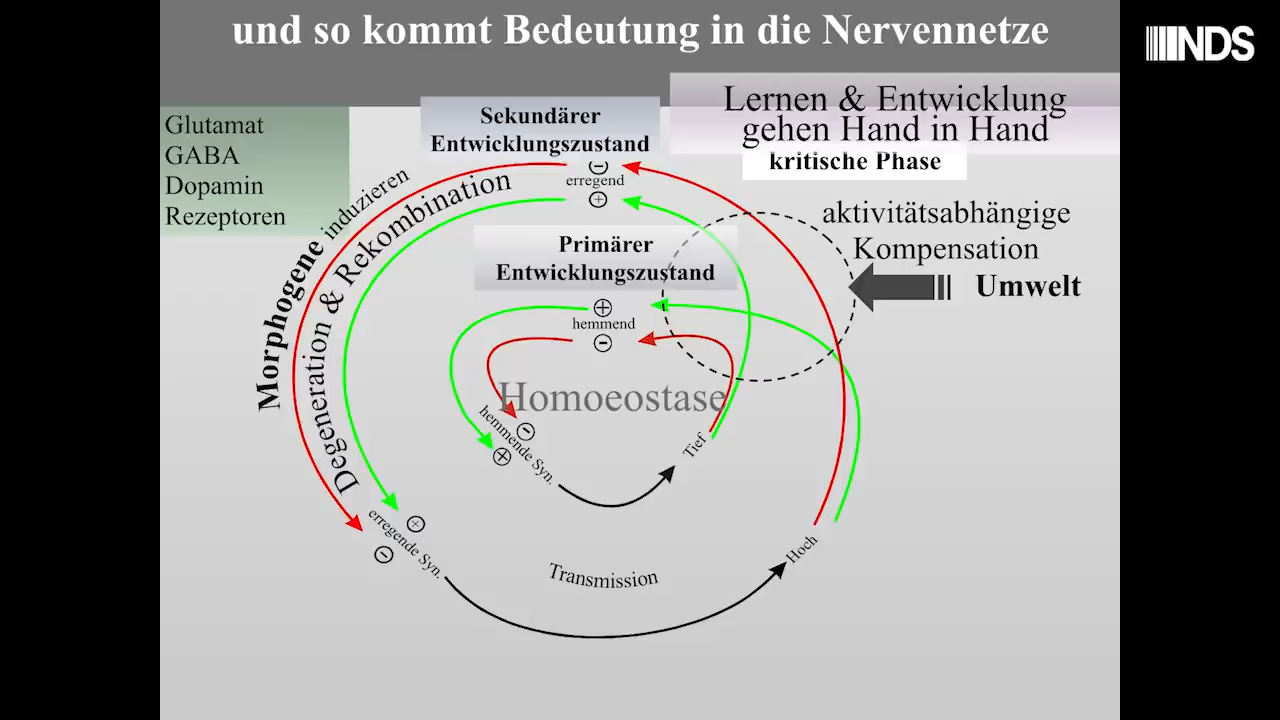 und so kommt Bedeutung in die Nervennetze
NDS
Lernen & Entwicklung
gehen Hand in Hand
kritische Phase
Glutamat
GABA
Dopamin
Rezeptoren
Sekundärer
Entwicklungszustand
erregend
Morphogene induzieren
Degeneration & Rekombination
aktivitätsabhängige
Kompensation
Umwelt
Primärer
Entwicklungszustand
hemmend
Homoeostase
hemmende Syn.
Tief
erregende Syn.
Hoch
Transmission